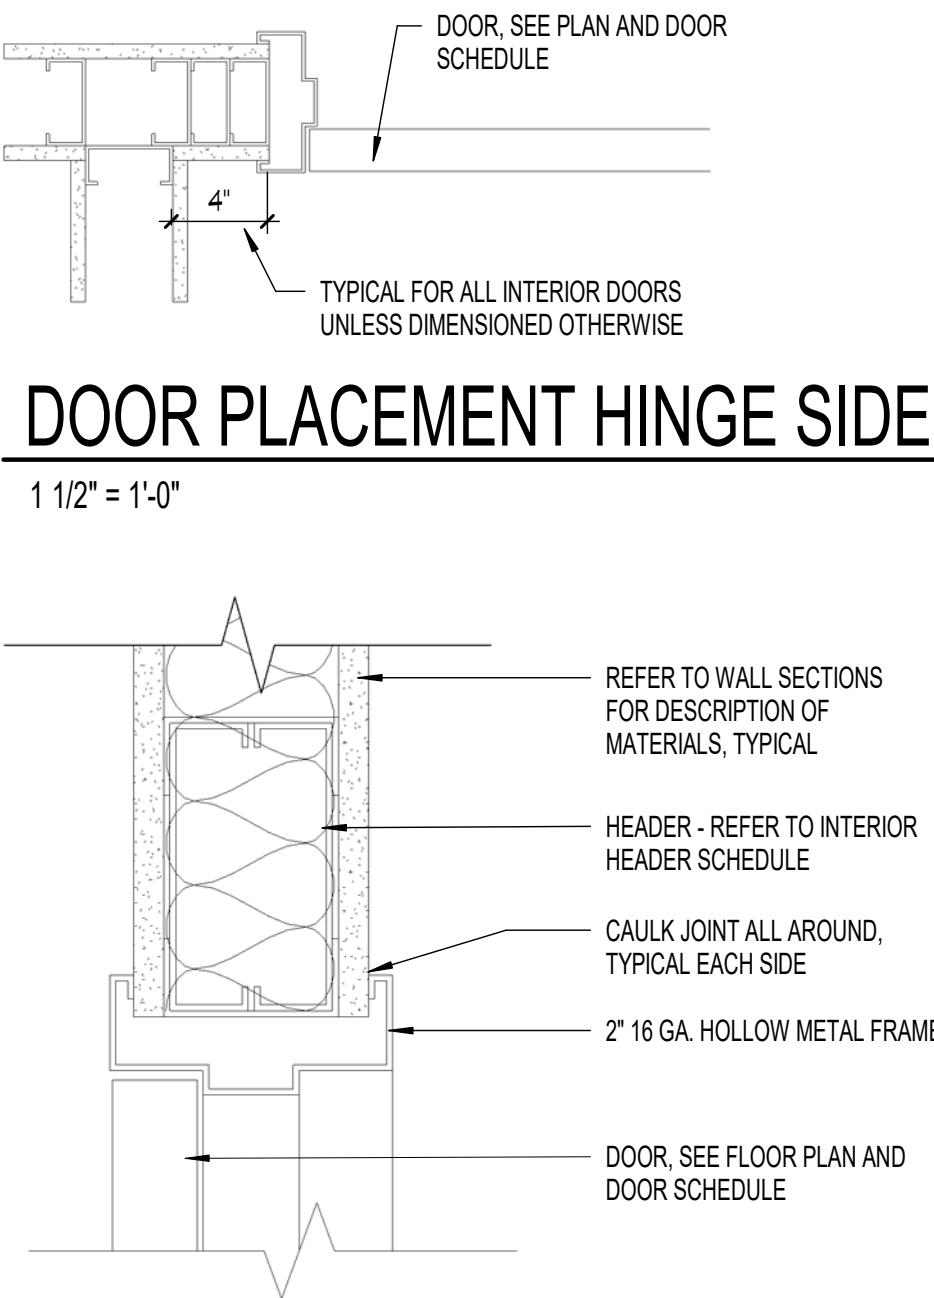 DOOR, SEE PLAN AND DOOR
SCHEDULE
4"
TYPICAL FOR ALL INTERIOR DOORS
UNLESS DIMENSIONED OTHERWISE
DOOR PLACEMENT HINGE SIDE
1 1/2" = 1'-0"
REFER TO WALL SECTIONS
FOR DESCRIPTION OF
MATERIALS, TYPICAL
HEADER - REFER TO INTERIOR
HEADER SCHEDULE
CAULK JOINT ALL AROUND,
TYPICAL EACH SIDE
2" 16 GA. HOLLOW METAL FRAME
DOOR, SEE FLOOR PLAN AND
DOOR SCHEDULE